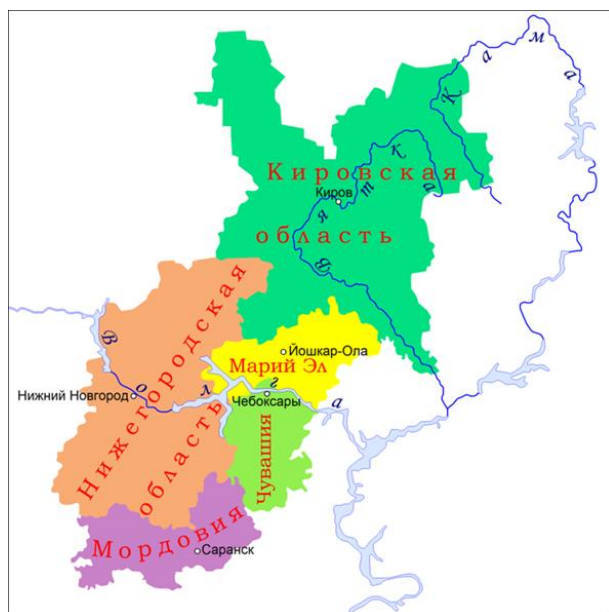 Кама
Кировская
Вятка
Киров
область
Нижегородская
область
Волга
Йошкар-Ола
Марий Эл
Нижний Новгород
Чебоксары
Чувашия
Мордовия
Саранск